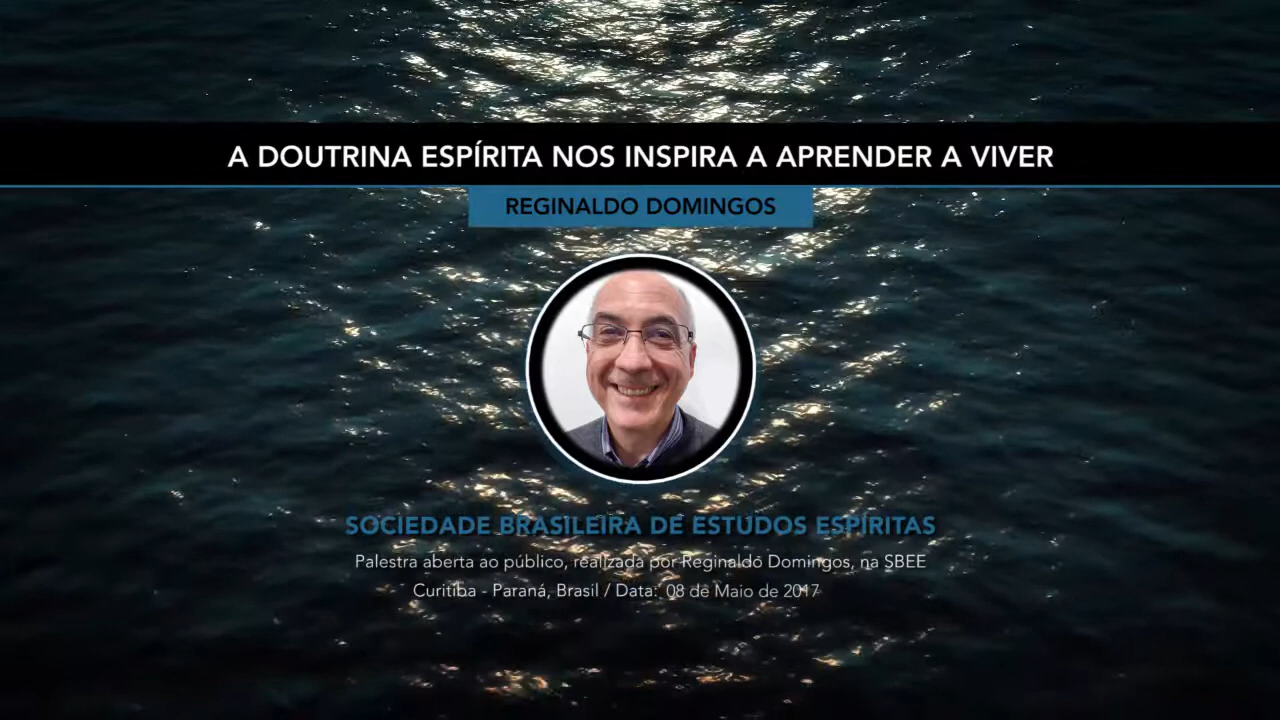 A DOUTRINA ESPÍRITA NOS INSPIRA A APRENDER A VIVER
REGINALDO DOMINGOS
SOCIEDADE BRASILEIRA DE ESTUDOS ESPÍRITAS
Palestra aberta ao público, realizada por Reginaldo Domingos, na SBEE
Curitiba - Paraná, Brasil / Data: 08 de Maio de 2017